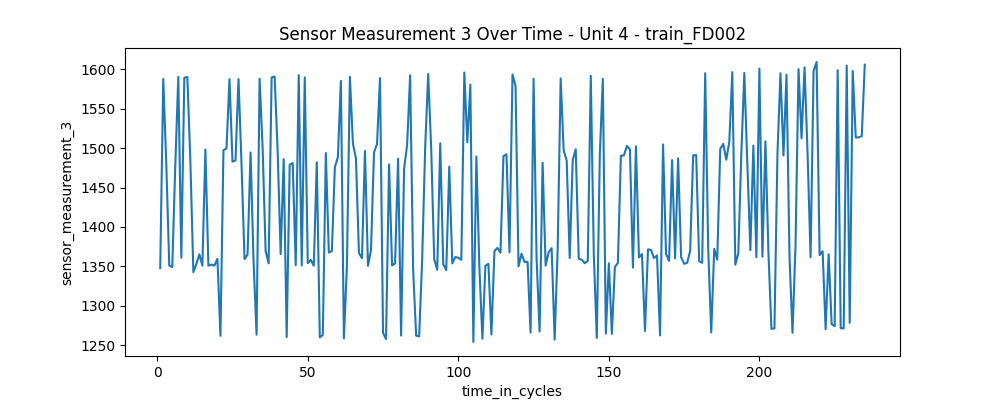 Sensor Measurement 3 Over Time - Unit 4 - train_FD002
1600
1550
1500
1450
1400
1350
1300
1250
sensor_measurement_3
0 50 100 150 200
time_in_cycles